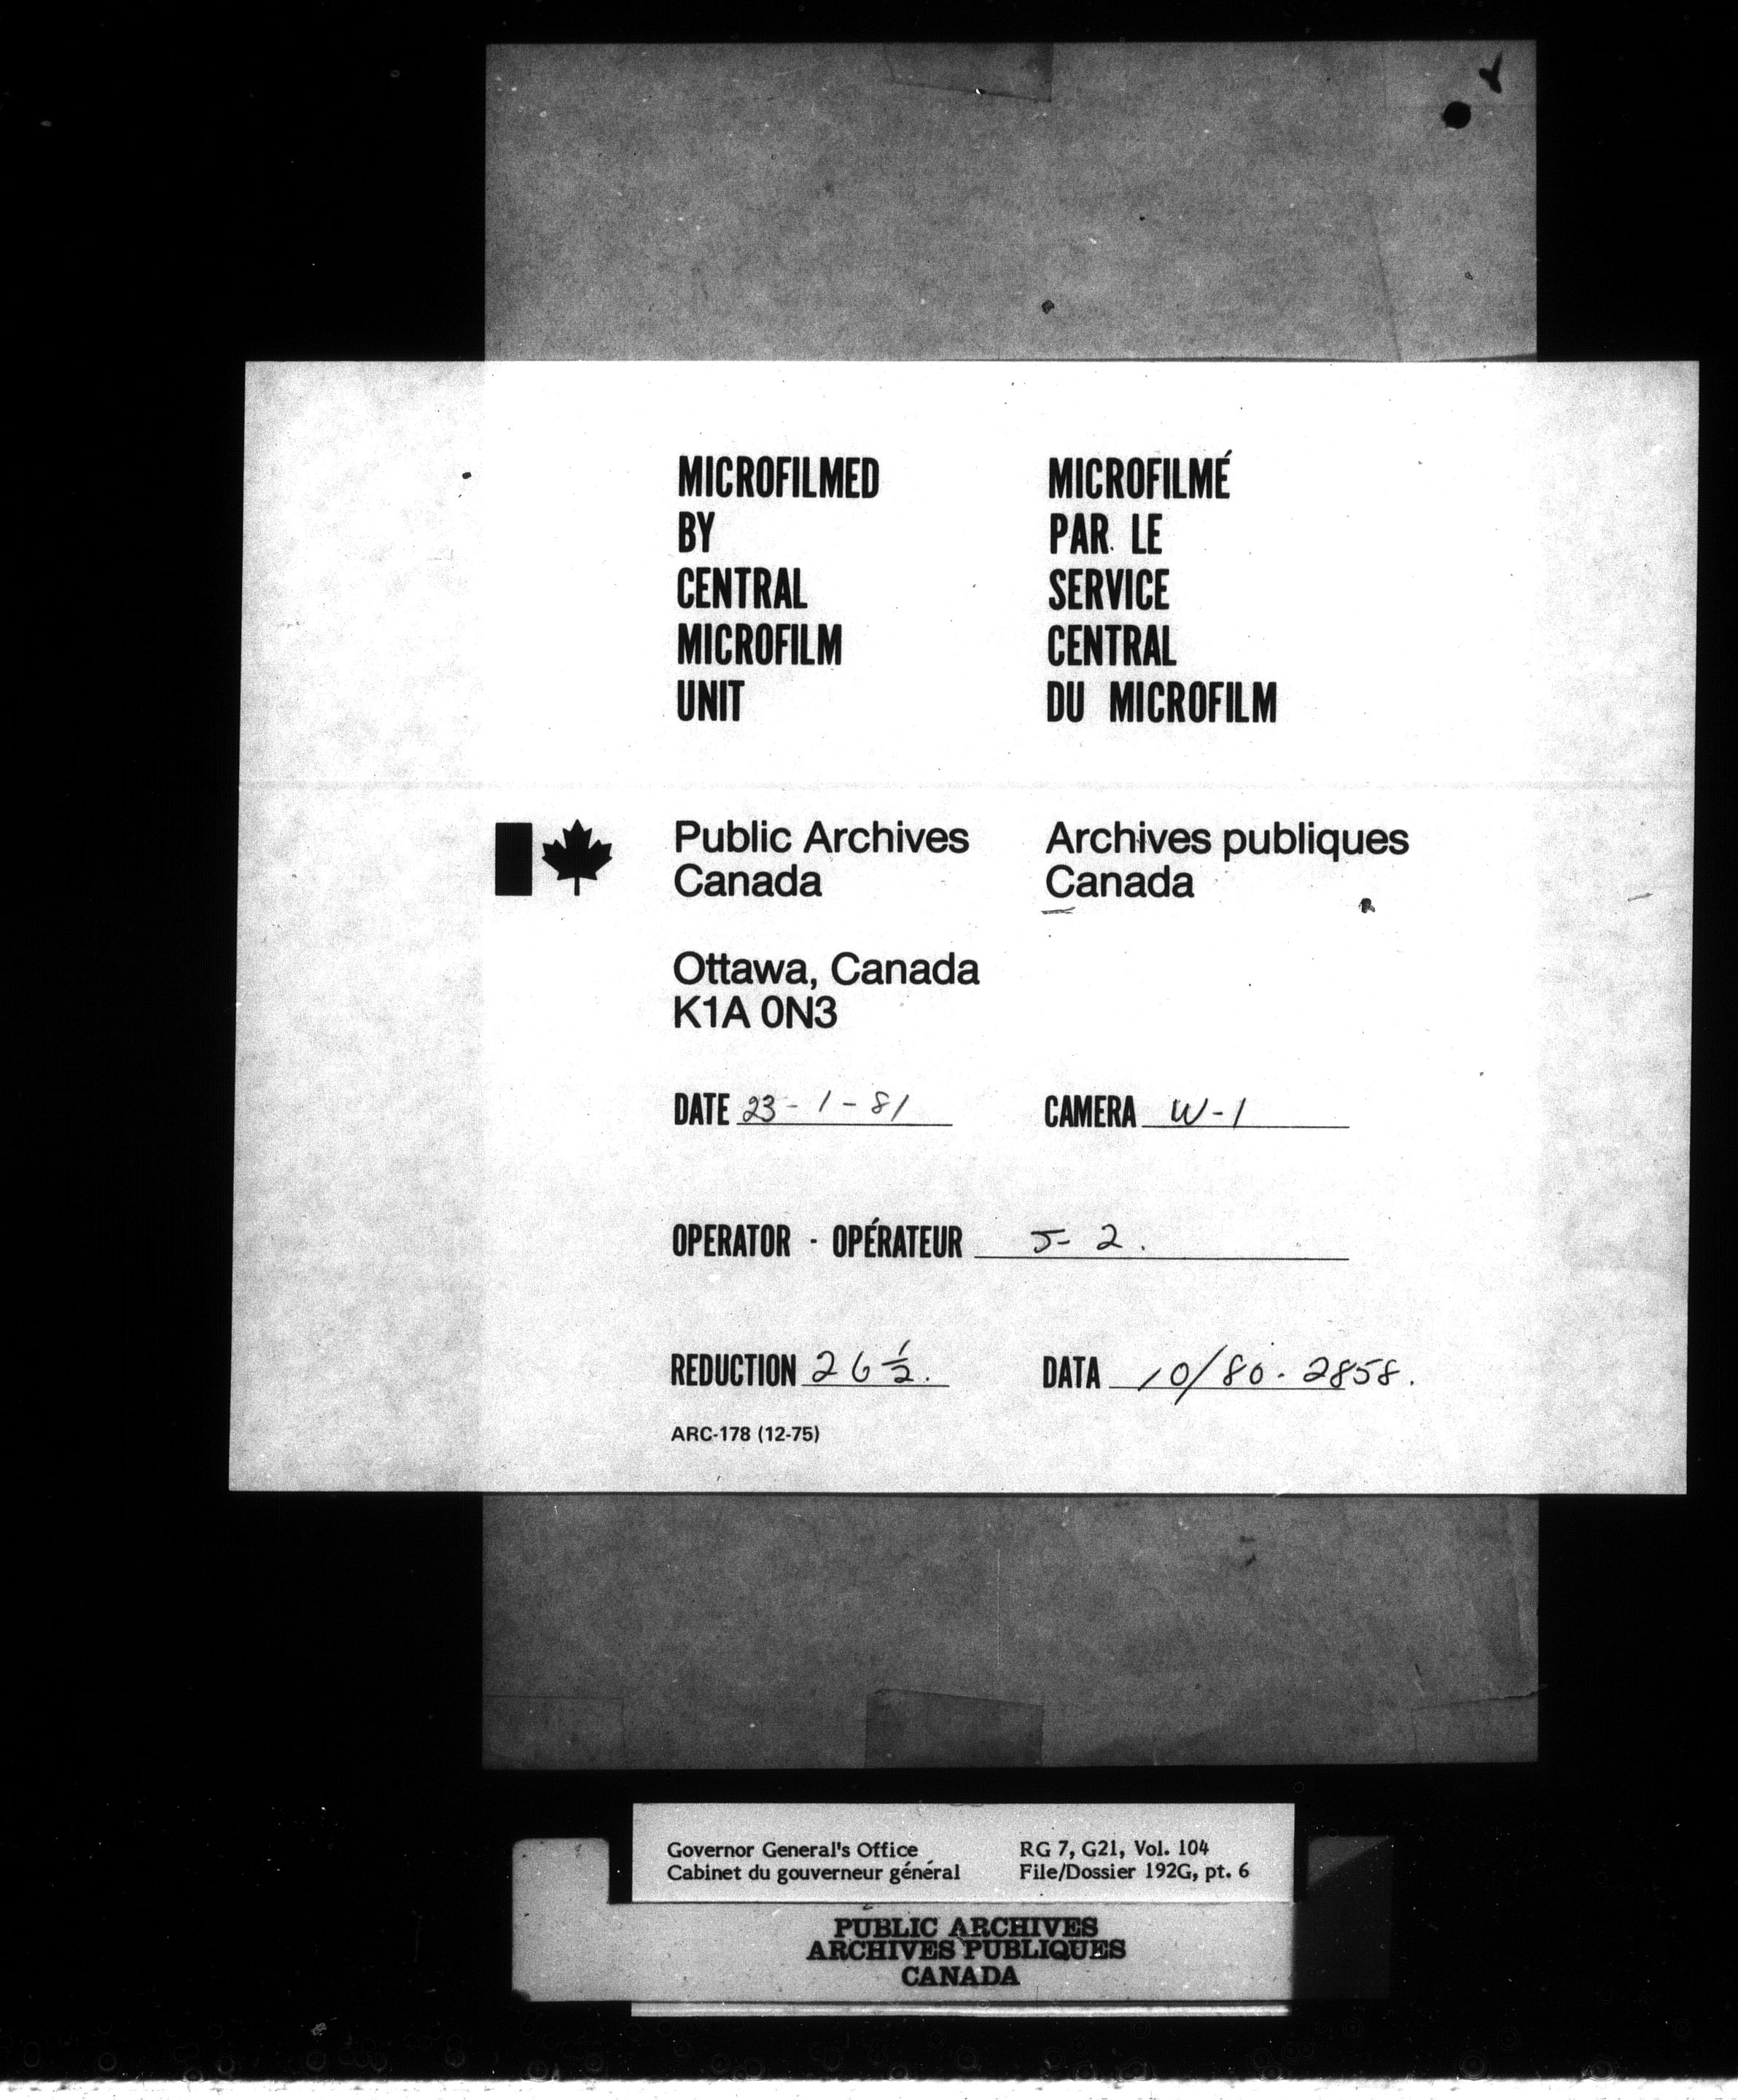 MICROFILMED
BY
CENTRAL
MICROFILM
UNIT
MICROFILMÉ
PAR LE
SERVICE
CENTRAL
DU MICROFILM
Public Archives
Canada
Archives publiques
Canada
Ottawa, Canada
K1A 0N3
DATE 23-1-81
CAMERA W-1
OPERATOR - OPÉRATEUR J-2.
REDUCTION 26 1/2.
DATA 10/80.2858.
ARC-178 (12-75)
Governor General's Office
Cabinet du gouverneur général
RG 7, G21, Vol. 104
File/Dossier 192G, pt. 6
PUBLIC ARCHIVES
ARCHIVES PUBLIQUES
CANADA